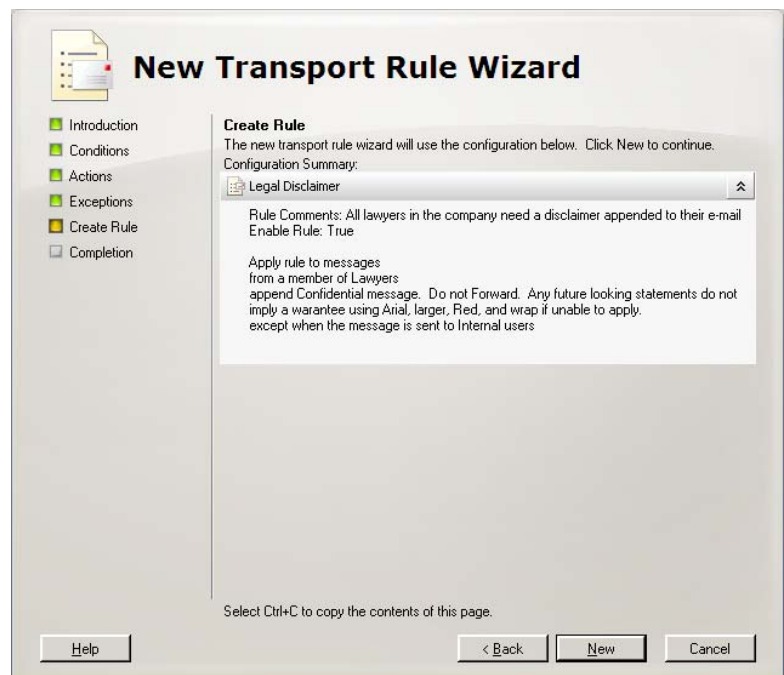 New Transport Rule Wizard
Introduction
Conditions
Actions
Exceptions
Create Rule
Completion
Create Rule
The new transport rule wizard will use the configuration below. Click New to continue.
Configuration Summary:
Legal Disclaimer
Rule Comments: All lawyers in the company need a disclaimer appended to their e-mail
Enable Rule: True
Apply rule to messages
from a member of Lawyers
append Confidential message. Do not Forward. Any future looking statements do not
imply a warantee using Arial, larger, Red, and wrap if unable to apply.
except when the message is sent to Internal users
Select Ctrl+C to copy the contents of this page.
Help
< Back
New
Cancel